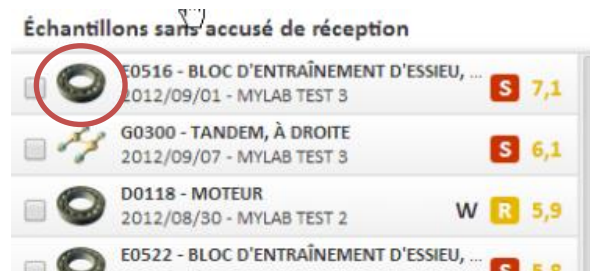 Échantillons sans accusé de réception
E0516 - BLOC D'ENTRAÎNEMENT D'ESSIEU, ...
2012/09/01 - MYLAB TEST 3
S 7,1
G0300 - TANDEM, À DROITE
2012/09/07 - MYLAB TEST 3
S 6,1
D0118 - MOTEUR
2012/08/30 - MYLAB TEST 2
W R 5,9
E0522 - BLOC D'ENTRAÎNEMENT D'ESSIEU, ...
S 5,8